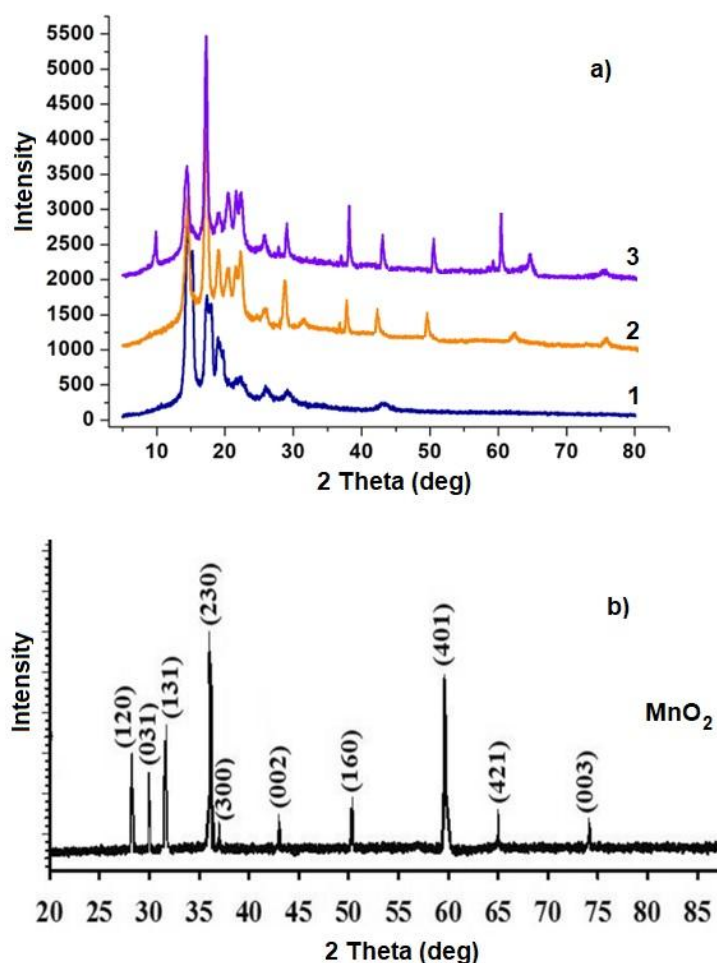 a)
5500
5000
4500
4000
3500
3000
2500
2000
1500
1000
500
0
Intensity
3
2
1
10 20 30 40 50 60 70 80
2 Theta (deg)
b)
Intensity
(120)
(031)
(131)
(230)
(300)
(002)
(160)
(401)
(421)
(003)
MnO₂
20 25 30 35 40 45 50 55 60 65 70 75 80 85
2 Theta (deg)